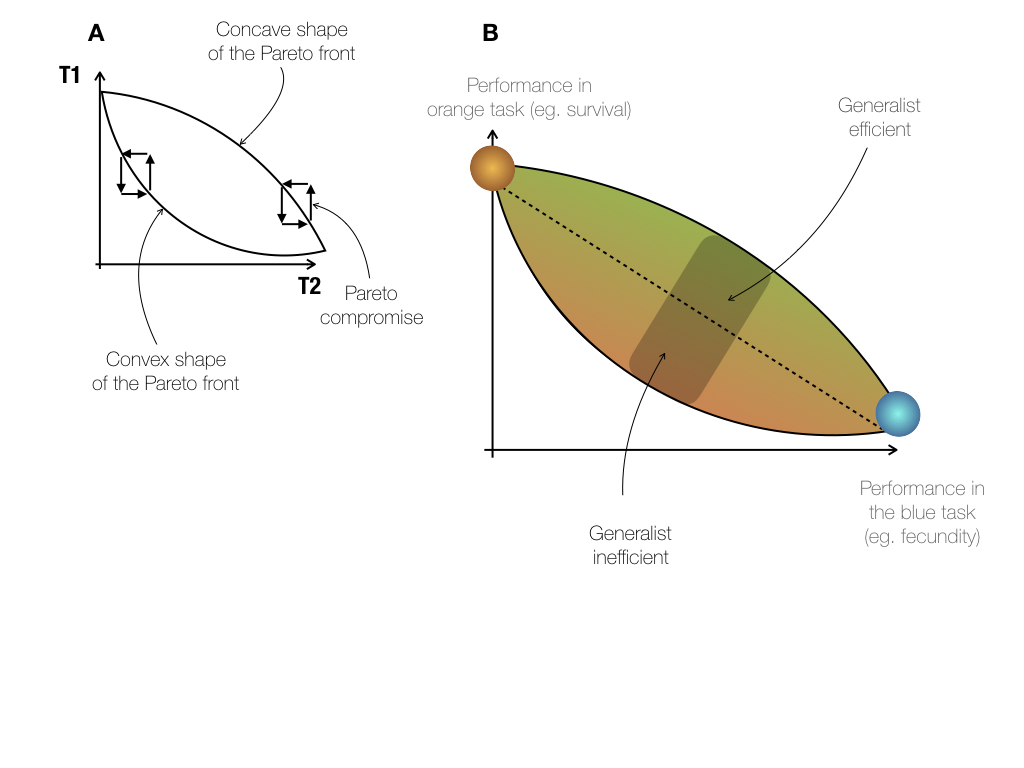 A
Concave shape
of the Pareto front
T1
T2
Pareto
compromise
Convex shape
of the Pareto front
B
Performance in
orange task (eg. survival)
Generalist
efficient
Performance in
the blue task
(eg. fecundity)
Generalist
inefficient